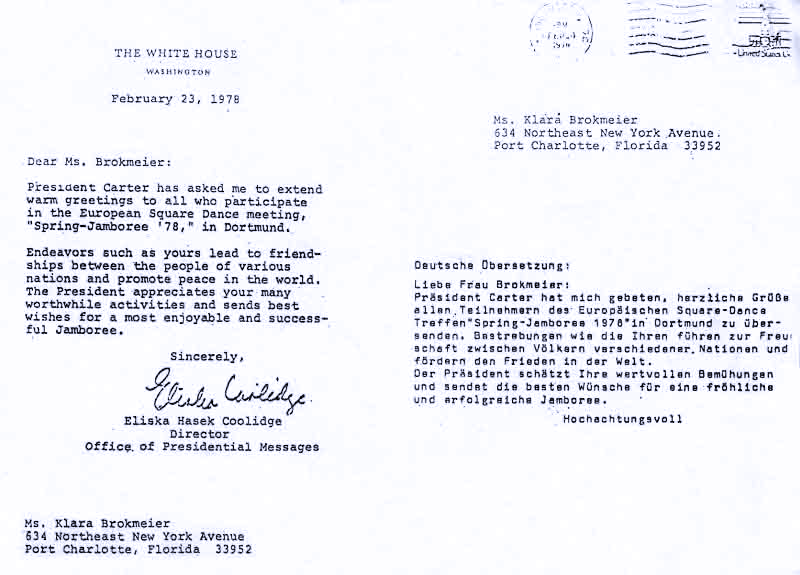 THE WHITE HOUSE
WASHINGTON
February 23, 1978
Dear Ms. Brokmeier:
President Carter has asked me to extend
warm greetings to all who participate
in the European Square Dance meeting,
"Spring-Jamboree '78," in Dortmund.
Endeavors such as yours lead to friend-
ships between the people of various
nations and promote peace in the world.
The President appreciates your many
worthwhile activities and sends best
wishes for a most enjoyable and success-
ful Jamboree.
Sincerely,
Eliska Coolidge
Eliska Hasek Coolidge
Director
Office of Presidential Messages
Ms. Klara Brokmeier
634 Northeast New York Avenue
Port Charlotte, Florida 33952
PM
Ms. Klara Brokmeier
634 Northeast New York Avenue.
Port Charlotte, Florida 33952
Deutsche Übersetzung:
Liebe Frau Brokmeier:
Präsident Carter hat mich gebeten, herzliche Grüße
allen Teilnehmern des Europäischen Square-Dance
Treffen"Spring-Jamboree 1978"in Dortmund zu über-
senden. Bestrebungen wie die Ihren führen zur Freu
schaft zwischen Völkern verschiedener Nationen und
fördern den Frieden in der Welt.
Der Präsident schätzt Ihre wertvollen Bemühungen
und sendet die besten Wünsche für eine fröhliche
und erfolgreiche Jamboree.
Hochachtungsvoll